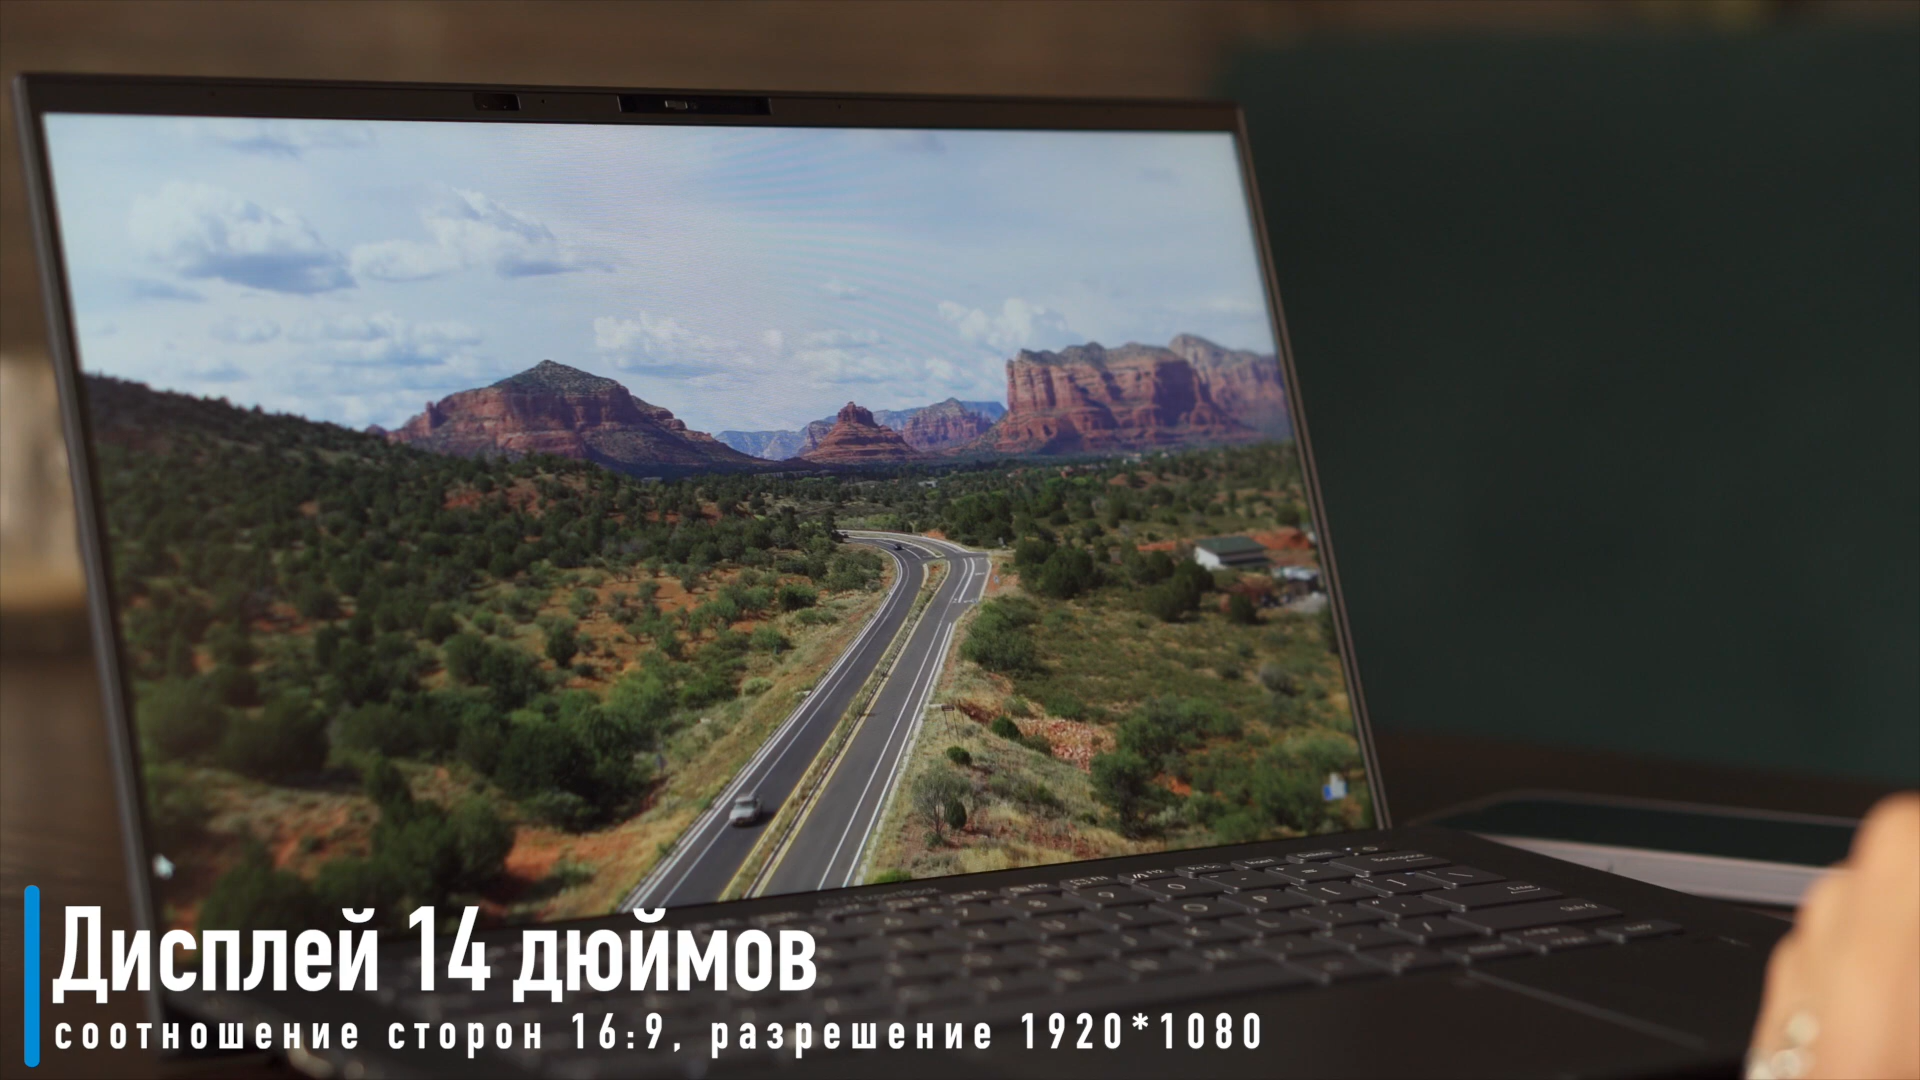 Дисплей 14 дюймов
соотношение сторон 16:9, разрешение 1920*1080